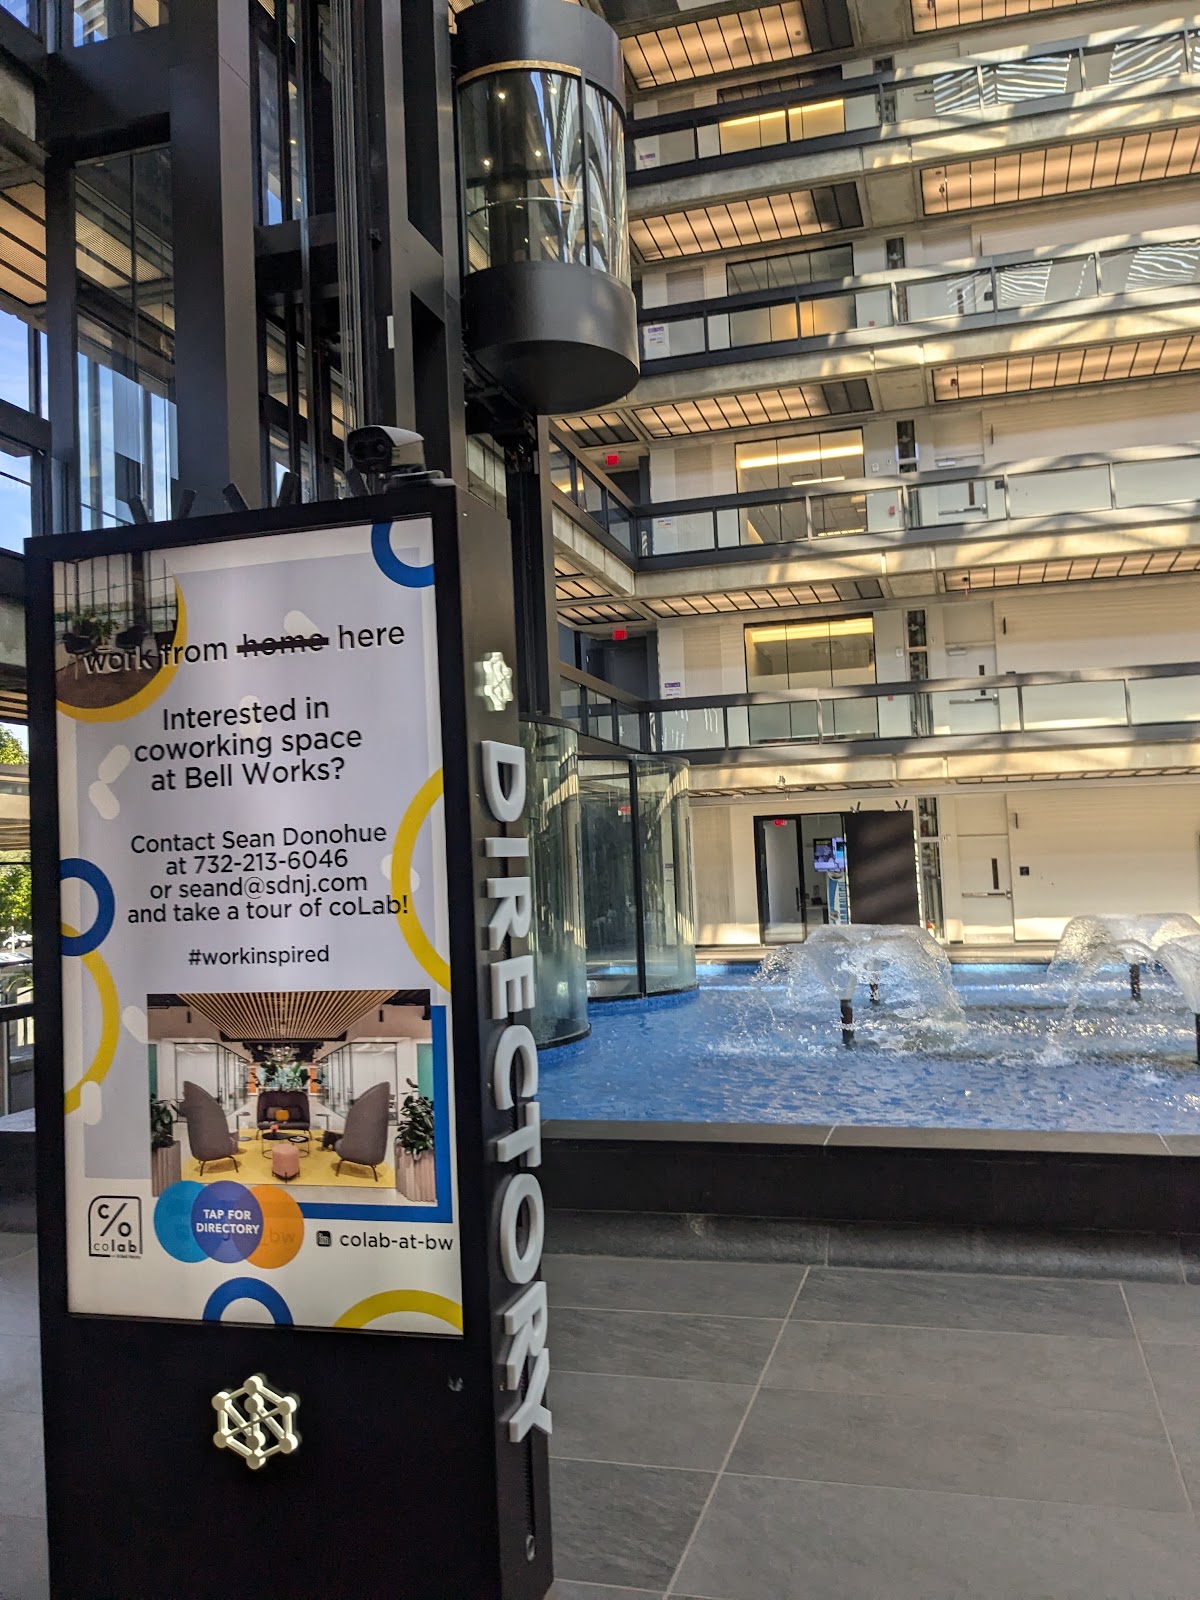 work from home here
Interested in
coworking space
at Bell Works?
Contact Sean Donohue
at 732-213-6046
or seand@sdnj.com
and take a tour of coLab!
#workinspired
c/o
colab
TAP FOR
DIRECTORY
in colab-at-bw
DIRECTORY